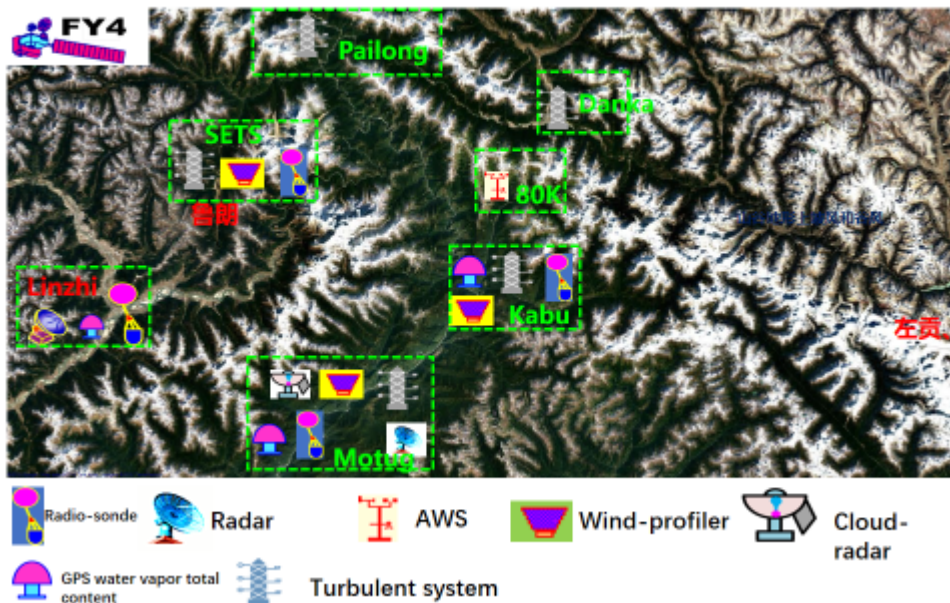 FY4
Pailong
Danka
SETS
80K
鲁朗
Linzhi
Kabu
左贡
Motug
Radio-sonde
Radar
AWS
Wind-profiler
Cloud-
radar
GPS water vapor total
content
Turbulent system